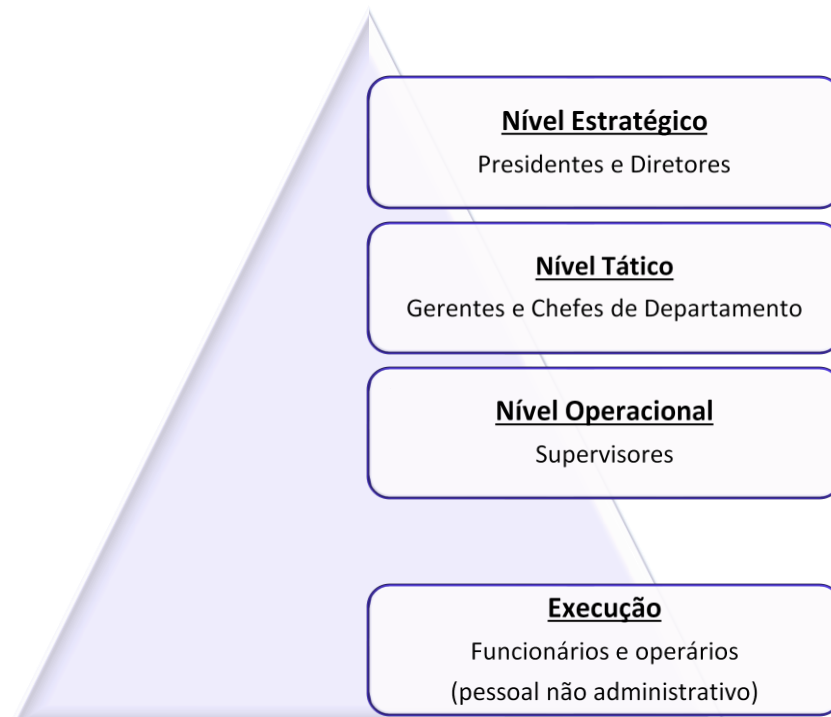 Nível Estratégico
Presidentes e Diretores
Nível Tático
Gerentes e Chefes de Departamento
Nível Operacional
Supervisores
Execução
Funcionários e operários
(pessoal não administrativo)